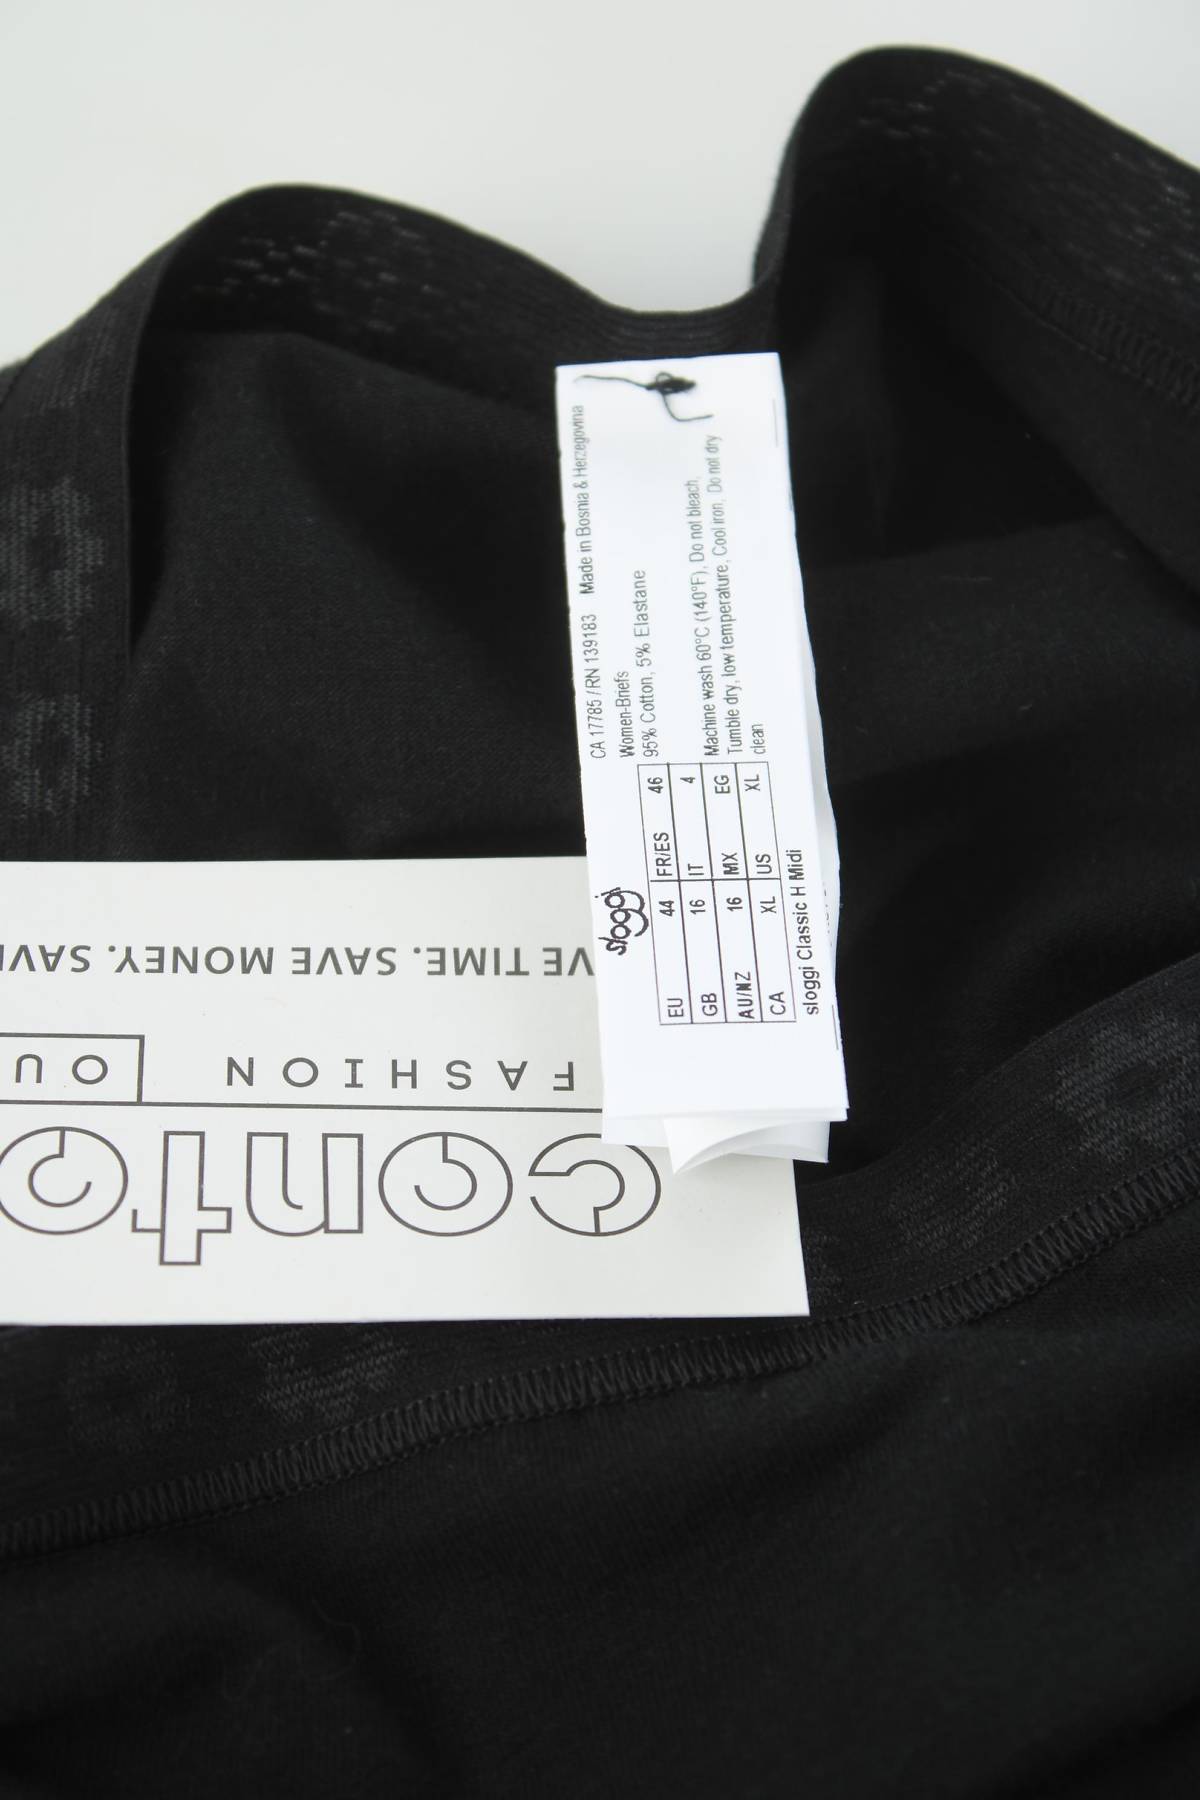 CA 17785 / RN 139183 Made in Bosnia & Herzegovina
Women-Briefs
95% Cotton, 5% Elastane
Machine wash 60°C (140°F), Do not bleach,
Tumble dry, low temperature, Cool iron, Do not dry
clean
sloggi
EU 44 FR/ES 46
GB 16 IT 4
AU/NZ 16 MX EG
CA XL US XL
sloggi Classic H Midi
conto
FASHION OU
VE TIME. SAVE MONEY. SAVE